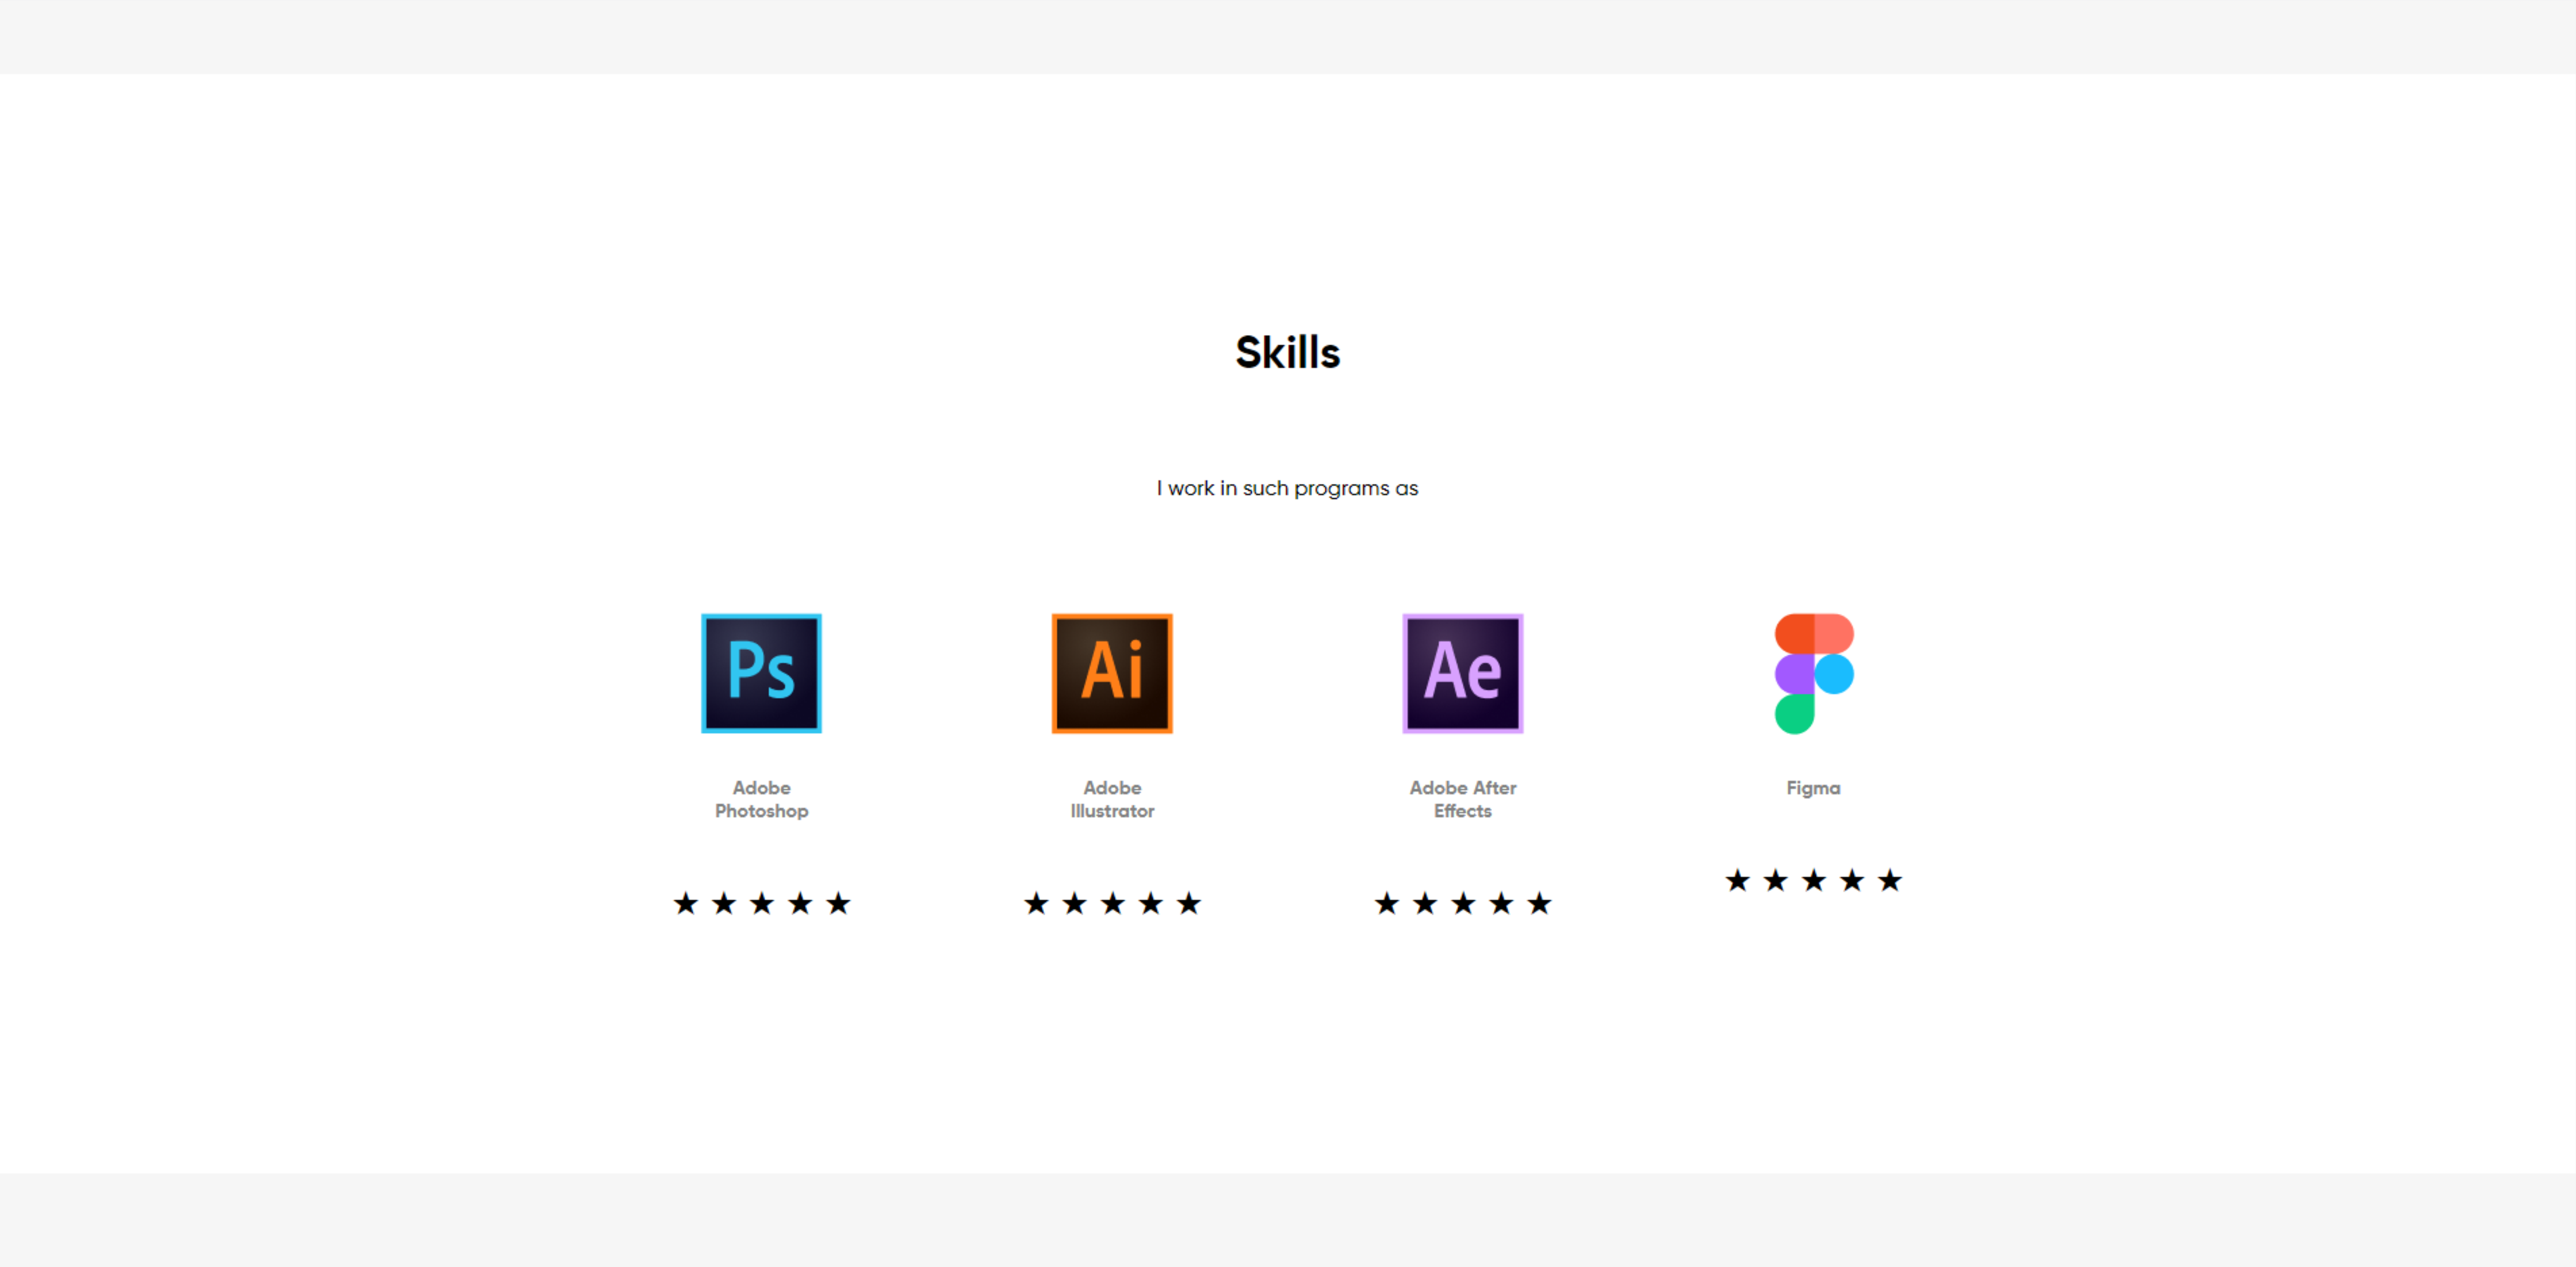 Skills
I work in such programs as
Ps Ai Ae
Adobe Photoshop
Adobe Illustrator
Adobe After Effects
Figma
★ ★ ★ ★ ★
★ ★ ★ ★ ★
★ ★ ★ ★ ★
★ ★ ★ ★ ★